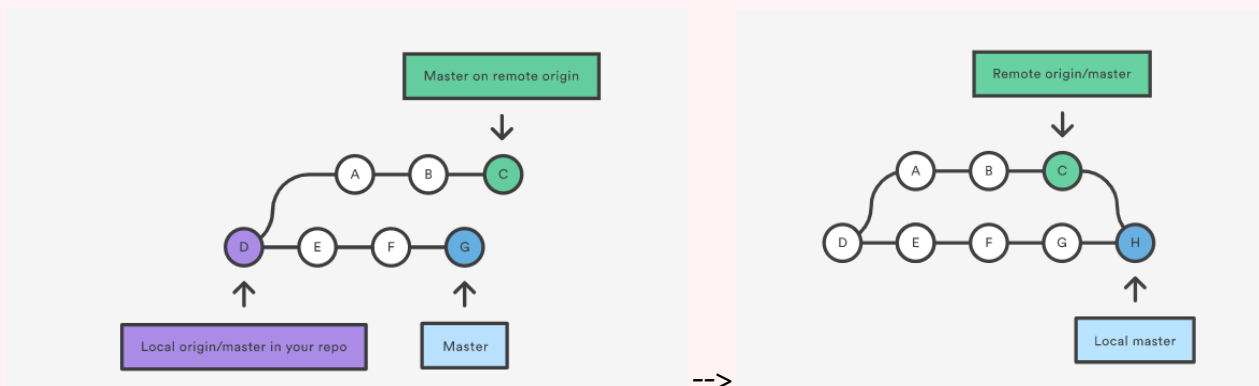 Master on remote origin
A
B
C
D
E
F
G
Local origin/master in your repo
Master
-->
Remote origin/master
A
B
C
D
E
F
G
H
Local master